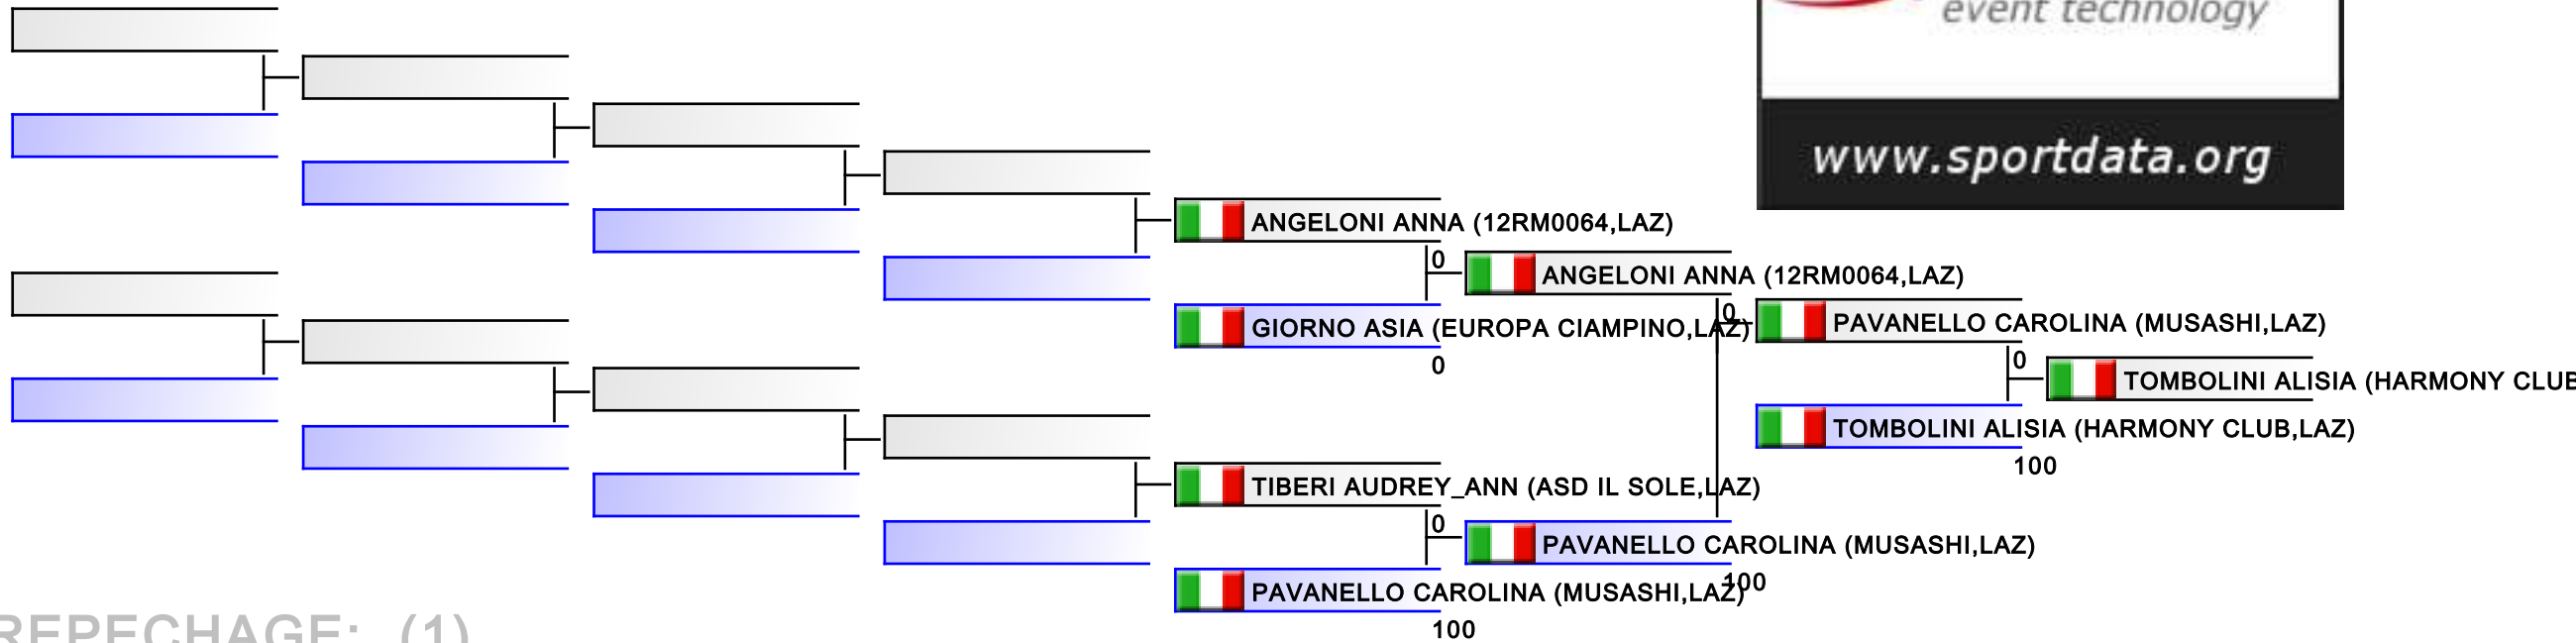 event technology
www.sportdata.org
ANGELONI ANNA (12RM0064,LAZ)
0
ANGELONI ANNA (12RM0064,LAZ)
GIORNO ASIA (EUROPA CIAMPINO,LAZ)
0
0
PAVANELLO CAROLINA (MUSASHI,LAZ)
0
TOMBOLINI ALISIA (HARMONY CLUB
TOMBOLINI ALISIA (HARMONY CLUB,LAZ)
100
TIBERI AUDREY_ANN (ASD IL SOLE,LAZ)
0
PAVANELLO CAROLINA (MUSASHI,LAZ)
100
PAVANELLO CAROLINA (MUSASHI,LAZ)
100
REPECHAGE: (1)